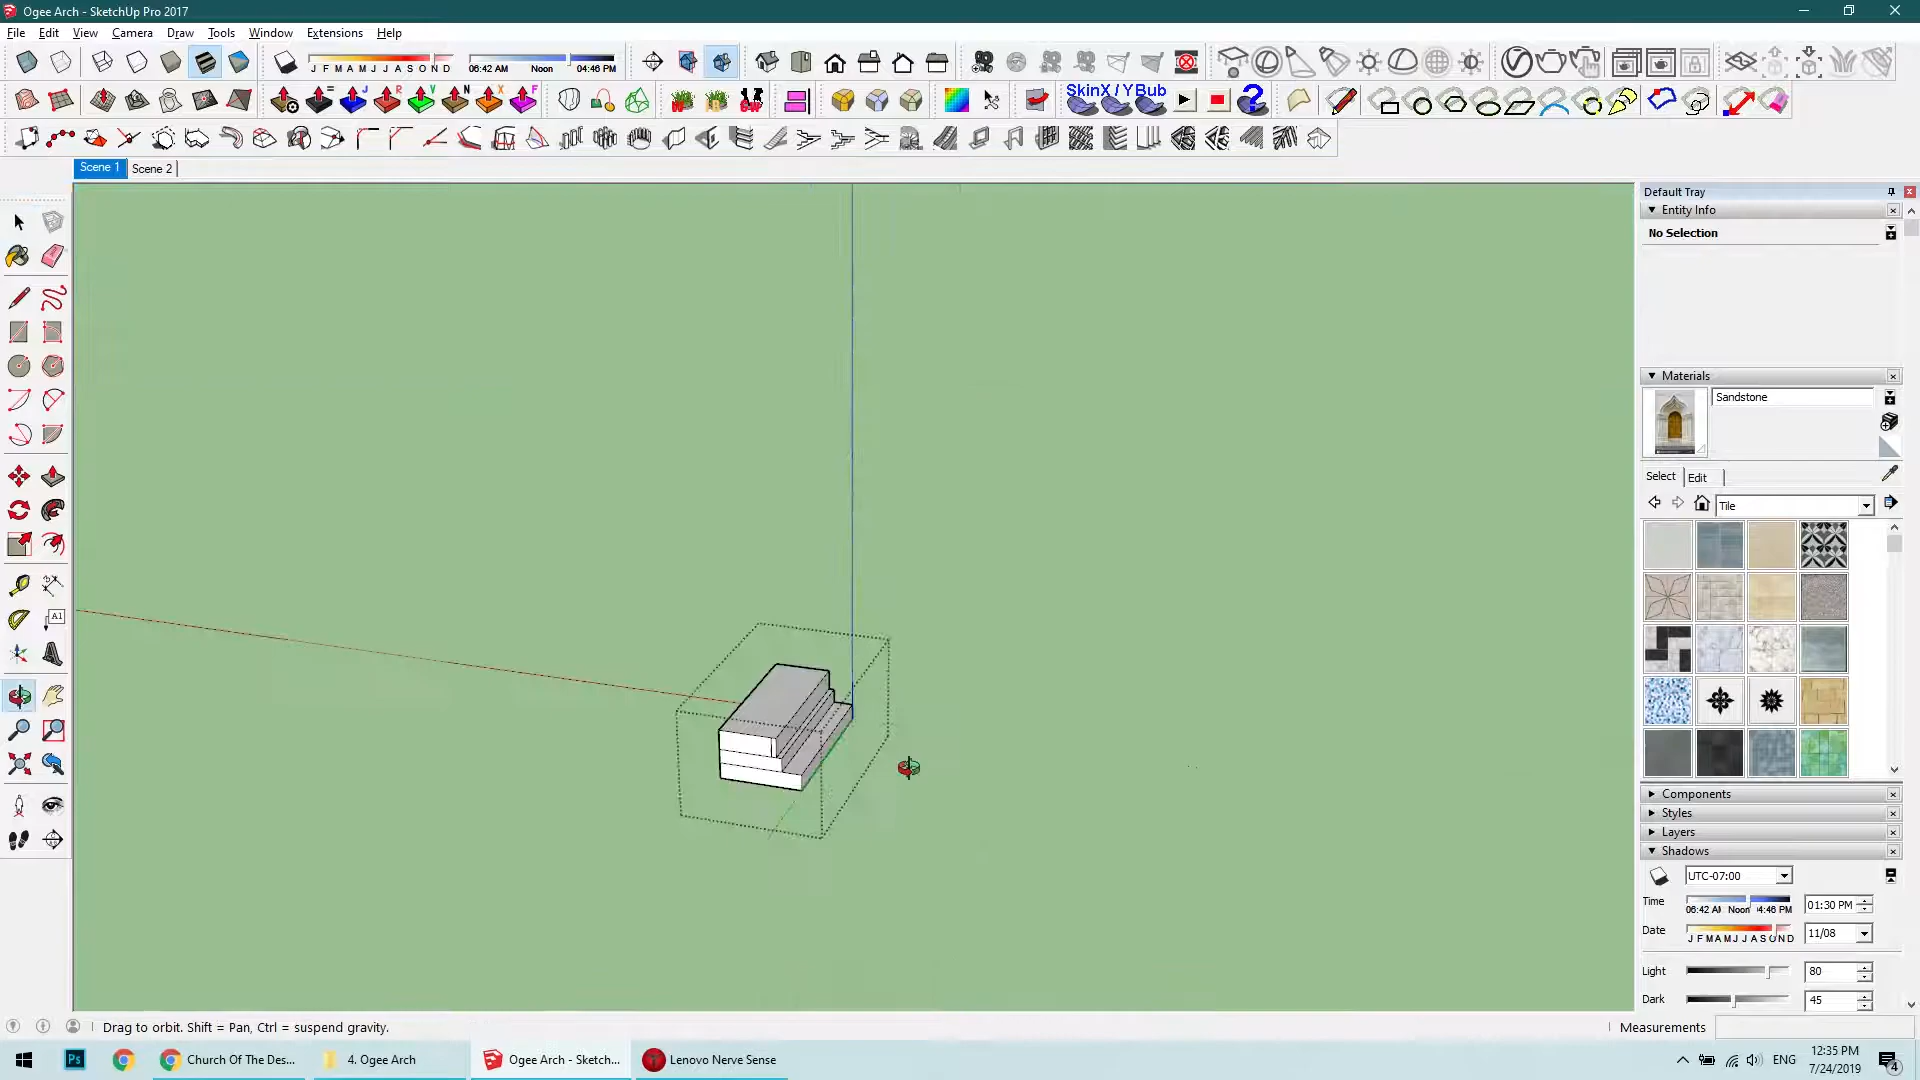 Ogee Arch - SketchUp Pro 2017
File Edit View Camera Draw Tools Window Extensions Help
J F M A M J J A S O N D
06:42 AM Noon 04:46 PM
= J R V N X F
SkinX / YBub
Scene 1 Scene 2
Default Tray
Entity Info
No Selection
Materials
Sandstone
Select Edit
Tile
A1
Components
Styles
Layers
Shadows
UTC-07:00
Time 06:42 AM Noon 04:46 PM 01:30 PM
Date J F M A M J J A S O N D 11/08
Light 80
Dark 45
Drag to orbit. Shift = Pan, Ctrl = suspend gravity.
Measurements
Ps
Church Of The Des...
4. Ogee Arch
Ogee Arch - Sketch...
Lenovo Nerve Sense
ENG
12:35 PM
7/24/2019
4